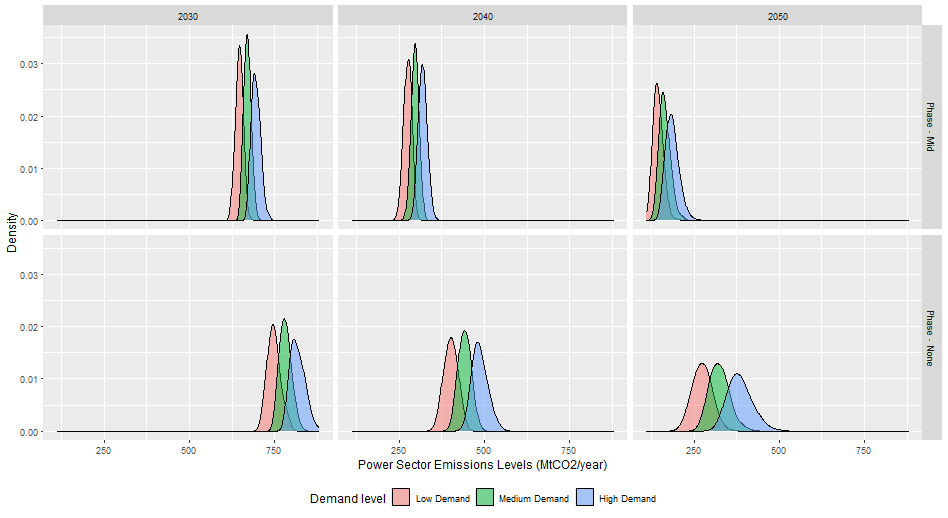 2030 2040 2050
0.03
0.02
0.01
0.00
Phase - Mid
Density
0.03
0.02
0.01
0.00
Phase - None
250 500 750 250 500 750 250 500 750
Power Sector Emissions Levels (MtCO2/year)
Demand level Low Demand Medium Demand High Demand